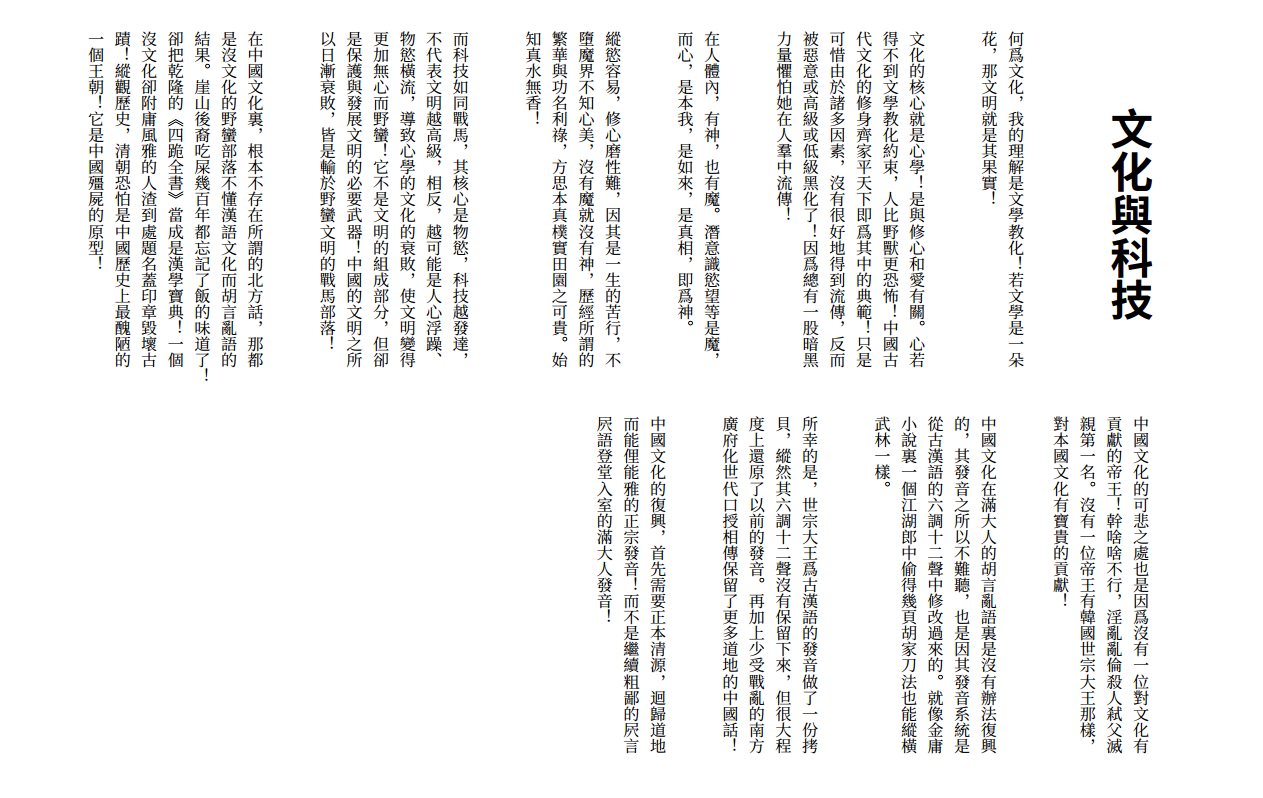 文化與科技
何爲文化，我的理解是文學教化！若文學是一朵
花，那文明就是其果實！
文化的核心就是心學！是與修心和愛有關。心若
得不到文學教化約束，人比野獸更恐怖！中國古
代文化的修身齊家平天下即爲其中的典範！只是
可惜由於諸多因素，沒有很好地得到流傳，反而
被惡意或高級或低級黑化了！因爲總有一股暗黑
力量懼怕她在人羣中流傳！
在人體內，有神，也有魔。潛意識慾望等是魔，
而心，是本我，是如來，是真相，即爲神。
縱慾容易，修心磨性難，因其是一生的苦行，不
墮魔界不知心美，沒有魔就沒有神，歷經所謂的
繁華與功名利祿，方思本真樸實田園之可貴。始
知真水無香！
而科技如同戰馬，其核心是物慾，科技越發達，
不代表文明越高級，相反，越可能是人心浮躁、
物慾橫流，導致心學的文化的衰敗，使文明變得
更加無心而野蠻！它不是文明的組成部分，但卻
是保護與發展文明的必要武器！中國的文明之所
以日漸衰敗，皆是輸於野蠻文明的戰馬部落！
在中國文化裏，根本不存在所謂的北方話，那都
是沒文化的野蠻部落不懂漢語文化而胡言亂語的
結果。崖山後裔吃屎幾百年都忘記了飯的味道了！
卻把乾隆的《四跪全書》當成是漢學寶典！一個
沒文化卻附庸風雅的人渣到處題名蓋印章毀壞古
蹟！縱觀歷史，清朝恐怕是中國歷史上最醜陋的
一個王朝！它是中國殭屍的原型！
中國文化的可悲之處也是因爲沒有一位對文化有
貢獻的帝王！幹啥啥不行，淫亂亂倫殺人弒父滅
親第一名。沒有一位帝王有韓國世宗大王那樣，
對本國文化有寶貴的貢獻！
中國文化在滿大人的胡言亂語裏是沒有辦法復興
的，其發音之所以不難聽，也是因其發音系統是
從古漢語的六調十二聲中修改過來的。就像金庸
小說裏一個江湖郎中偷得幾頁胡家刀法也能縱橫
武林一樣。
所幸的是，世宗大王爲古漢語的發音做了一份拷
貝，縱然其六調十二聲沒有保留下來，但很大程
度上還原了以前的發音。再加上少受戰亂的南方
廣府化世代口授相傳保留了更多道地的中國話！
中國文化的復興，首先需要正本清源，迴歸道地
而能俚能雅的正宗發音！而不是繼續粗鄙的屄言
屄語登堂入室的滿大人發音！